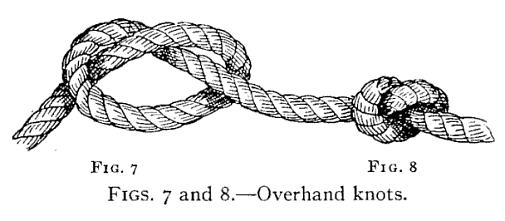 FIG. 7 FIG. 8
FIGS. 7 and 8.—Overhand knots.